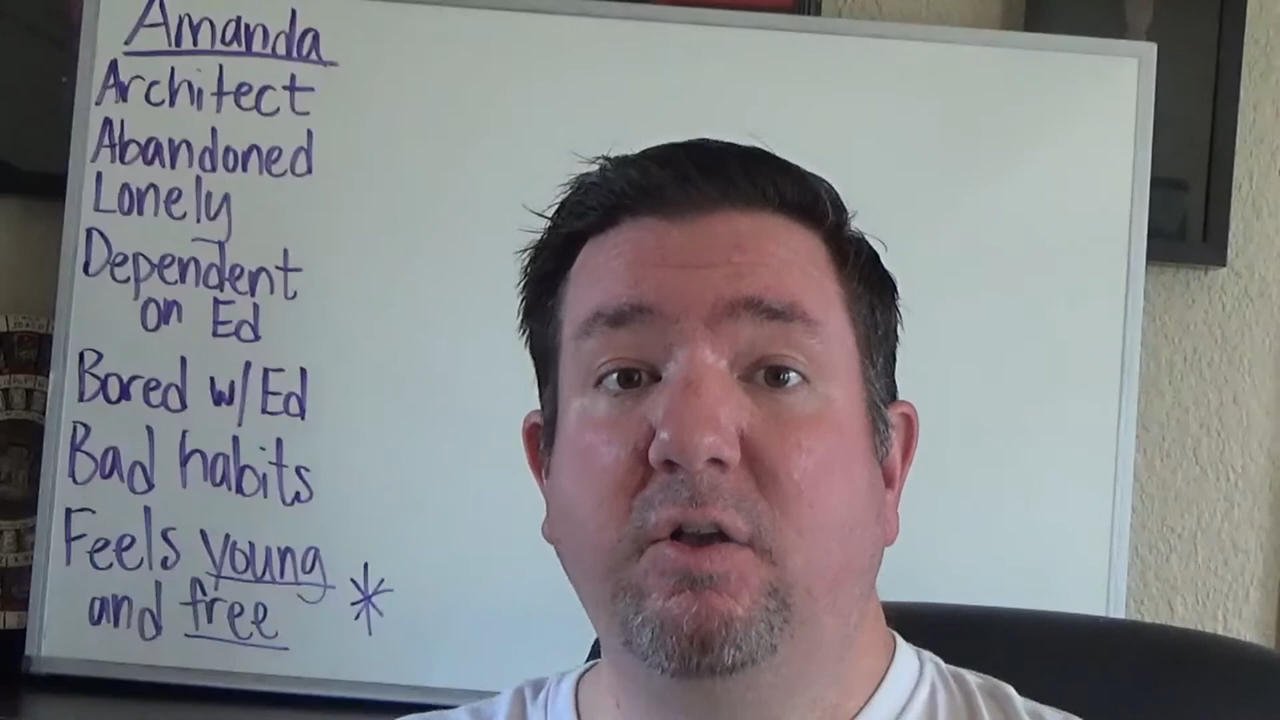 Amanda
Architect
Abandoned
Lonely
Dependent
on Ed
Bored w/Ed
Bad habits
Feels young
and free *